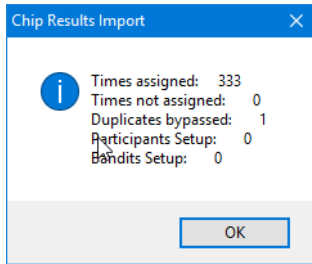 Chip Results Import
Times assigned: 333
Times not assigned: 0
Duplicates bypassed: 1
Participants Setup: 0
Bandits Setup: 0
OK